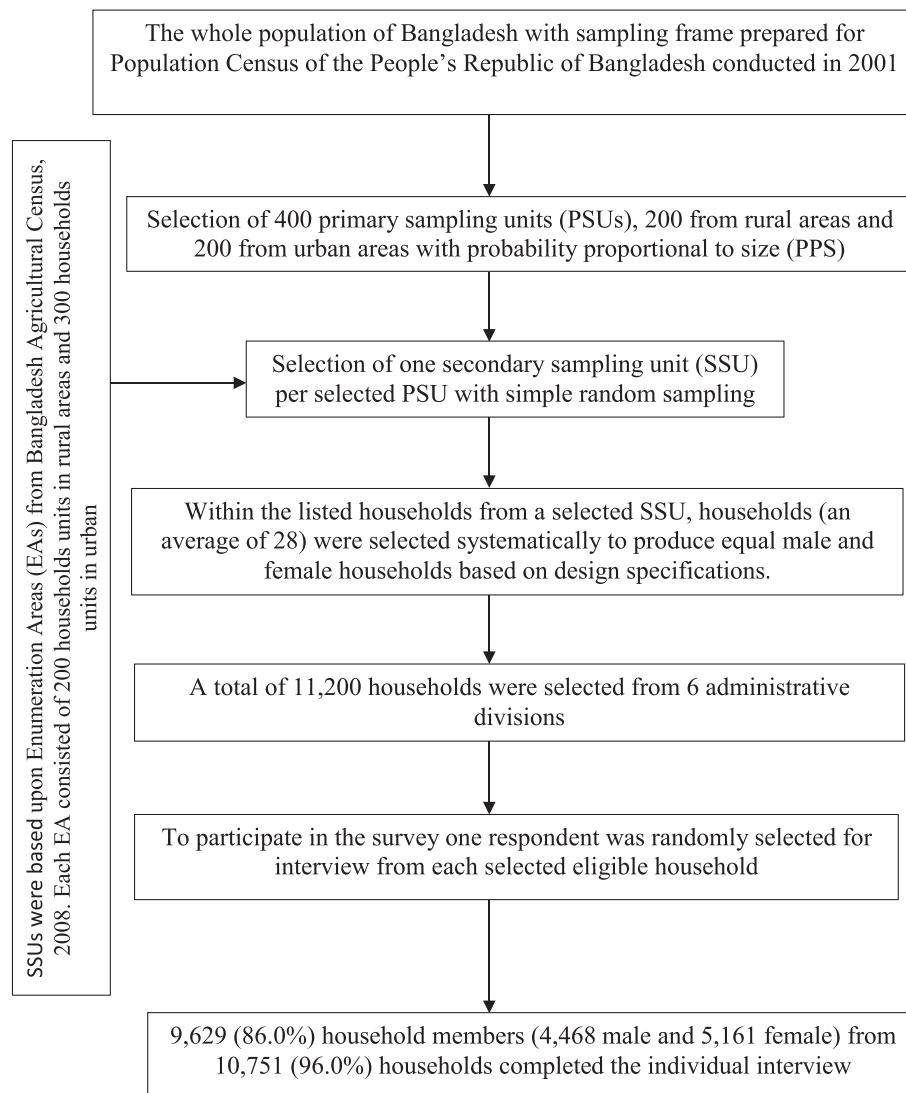 The whole population of Bangladesh with sampling frame prepared for
Population Census of the People’s Republic of Bangladesh conducted in 2001
SSUs were based upon Enumeration Areas (EAs) from Bangladesh Agricultural Census,
2008. Each EA consisted of 200 households units in rural areas and 300 households
units in urban
Selection of 400 primary sampling units (PSUs), 200 from rural areas and
200 from urban areas with probability proportional to size (PPS)
Selection of one secondary sampling unit (SSU)
per selected PSU with simple random sampling
Within the listed households from a selected SSU, households (an
average of 28) were selected systematically to produce equal male and
female households based on design specifications.
A total of 11,200 households were selected from 6 administrative
divisions
To participate in the survey one respondent was randomly selected for
interview from each selected eligible household
9,629 (86.0%) household members (4,468 male and 5,161 female) from
10,751 (96.0%) households completed the individual interview